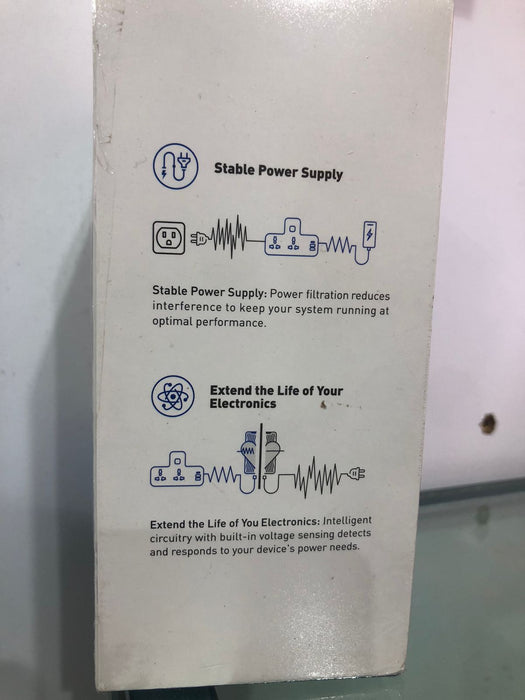 Stable Power Supply
Stable Power Supply: Power filtration reduces
interference to keep your system running at
optimal performance.
Extend the Life of Your
Electronics
Extend the Life of You Electronics: Intelligent
circuitry with built-in voltage sensing detects
and responds to your device's power needs.